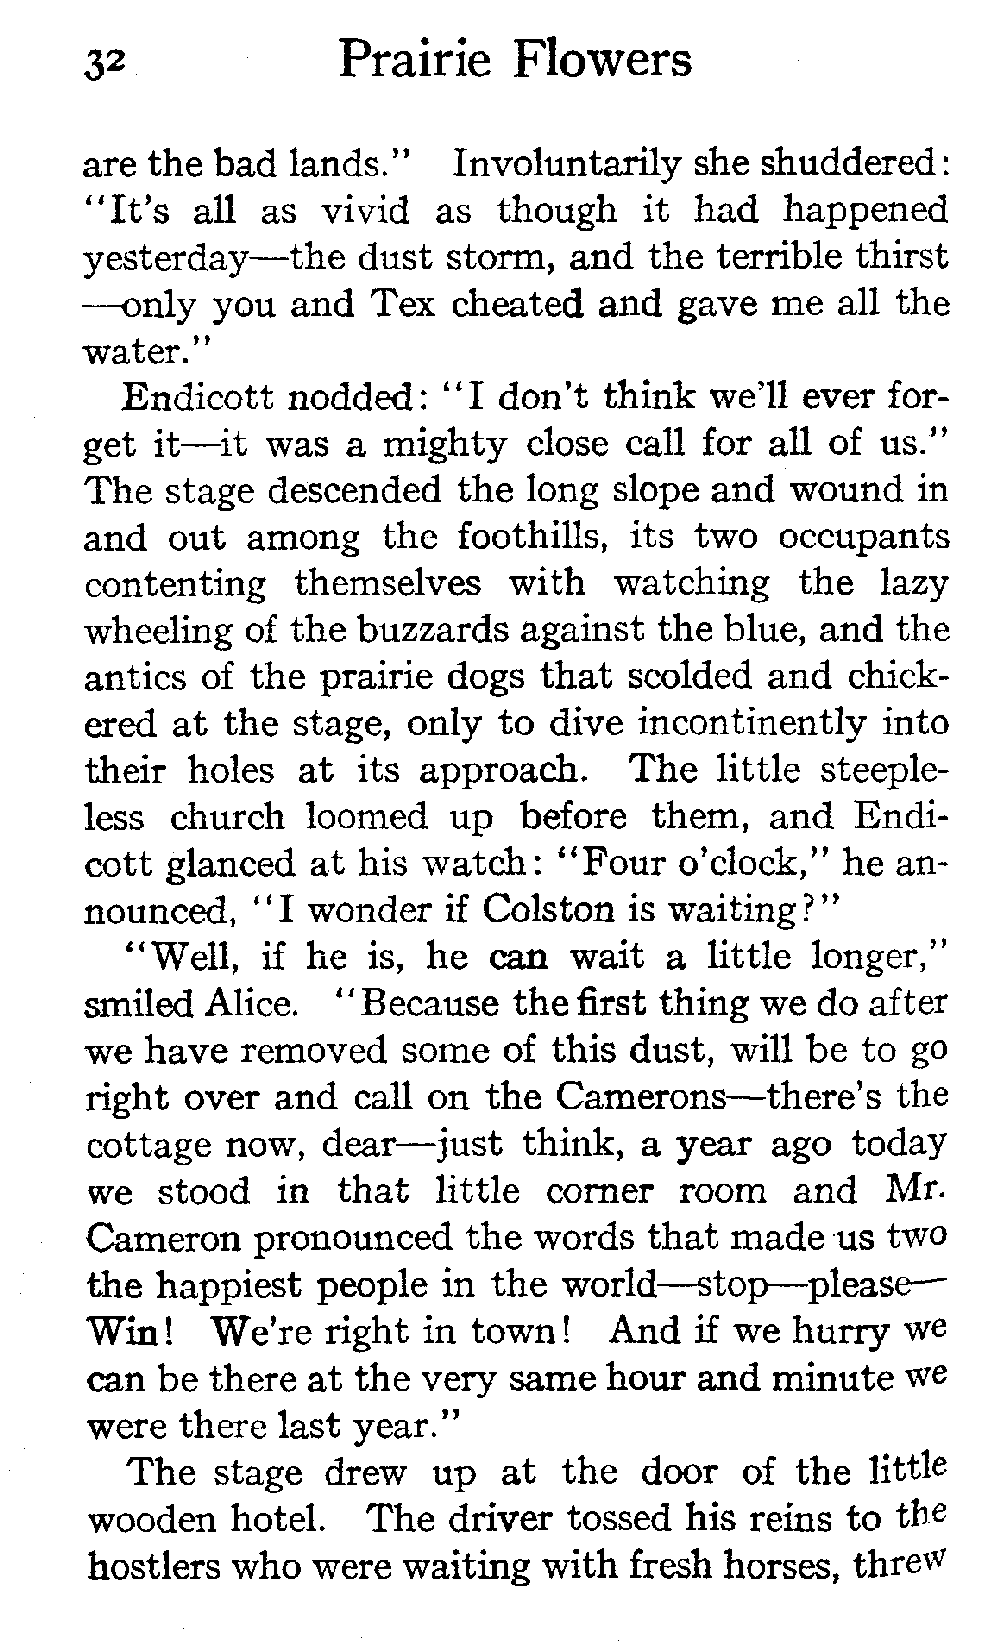 32 Prairie Flowers
are the bad lands." Involuntarily she shuddered:
"It's all as vivid as though it had happened
yesterday—the dust storm, and the terrible thirst
—only you and Tex cheated and gave me all the
water."
Endicott nodded: "I don't think we'll ever for-
get it—it was a mighty close call for all of us."
The stage descended the long slope and wound in
and out among the foothills, its two occupants
contenting themselves with watching the lazy
wheeling of the buzzards against the blue, and the
antics of the prairie dogs that scolded and chick-
ered at the stage, only to dive incontinently into
their holes at its approach. The little steeple-
less church loomed up before them, and Endi-
cott glanced at his watch: "Four o'clock," he an-
nounced, "I wonder if Colston is waiting?"
"Well, if he is, he can wait a little longer,"
smiled Alice. "Because the first thing we do after
we have removed some of this dust, will be to go
right over and call on the Camerons—there's the
cottage now, dear—just think, a year ago today
we stood in that little corner room and Mr.
Cameron pronounced the words that made us two
the happiest people in the world—stop—please—
Win! We're right in town! And if we hurry we
can be there at the very same hour and minute we
were there last year."
The stage drew up at the door of the little
wooden hotel. The driver tossed his reins to the
hostlers who were waiting with fresh horses, threw